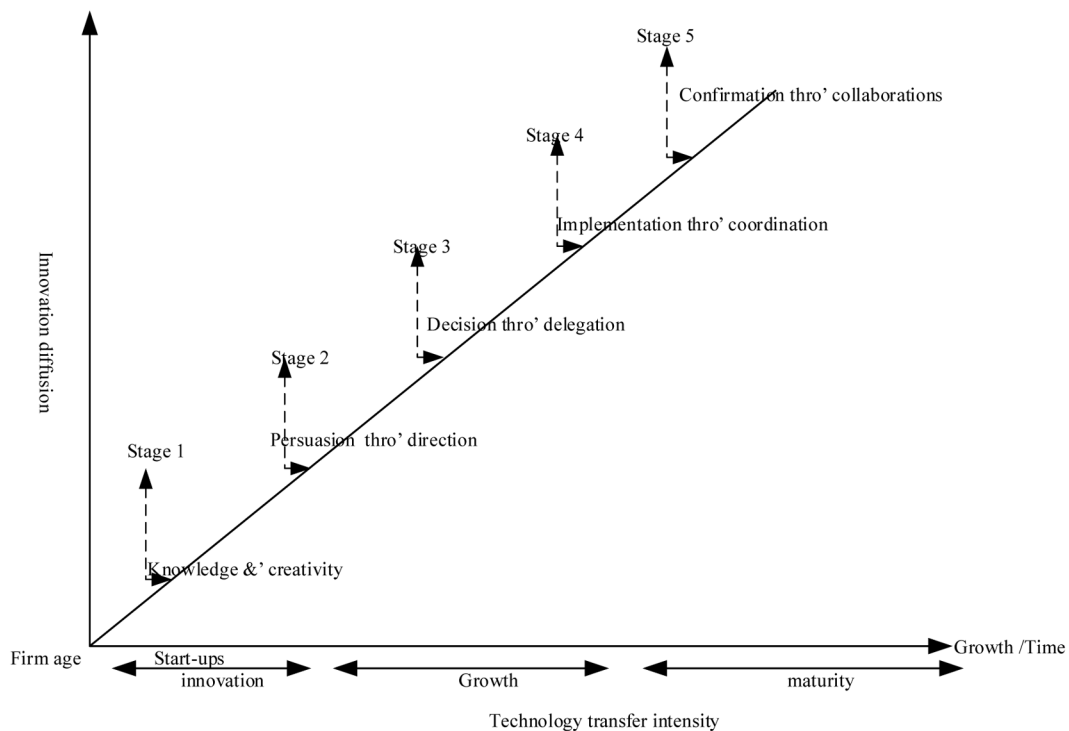 Stage 5
Confirmation thro’ collaborations
Stage 4
Implementation thro’ coordination
Stage 3
Innovation diffusion
Decision thro’ delegation
Stage 2
Persuasion thro’ direction
Stage 1
Knowledge &’ creativity
Growth /Time
Firm age
Start-ups
innovation
Growth
maturity
Technology transfer intensity